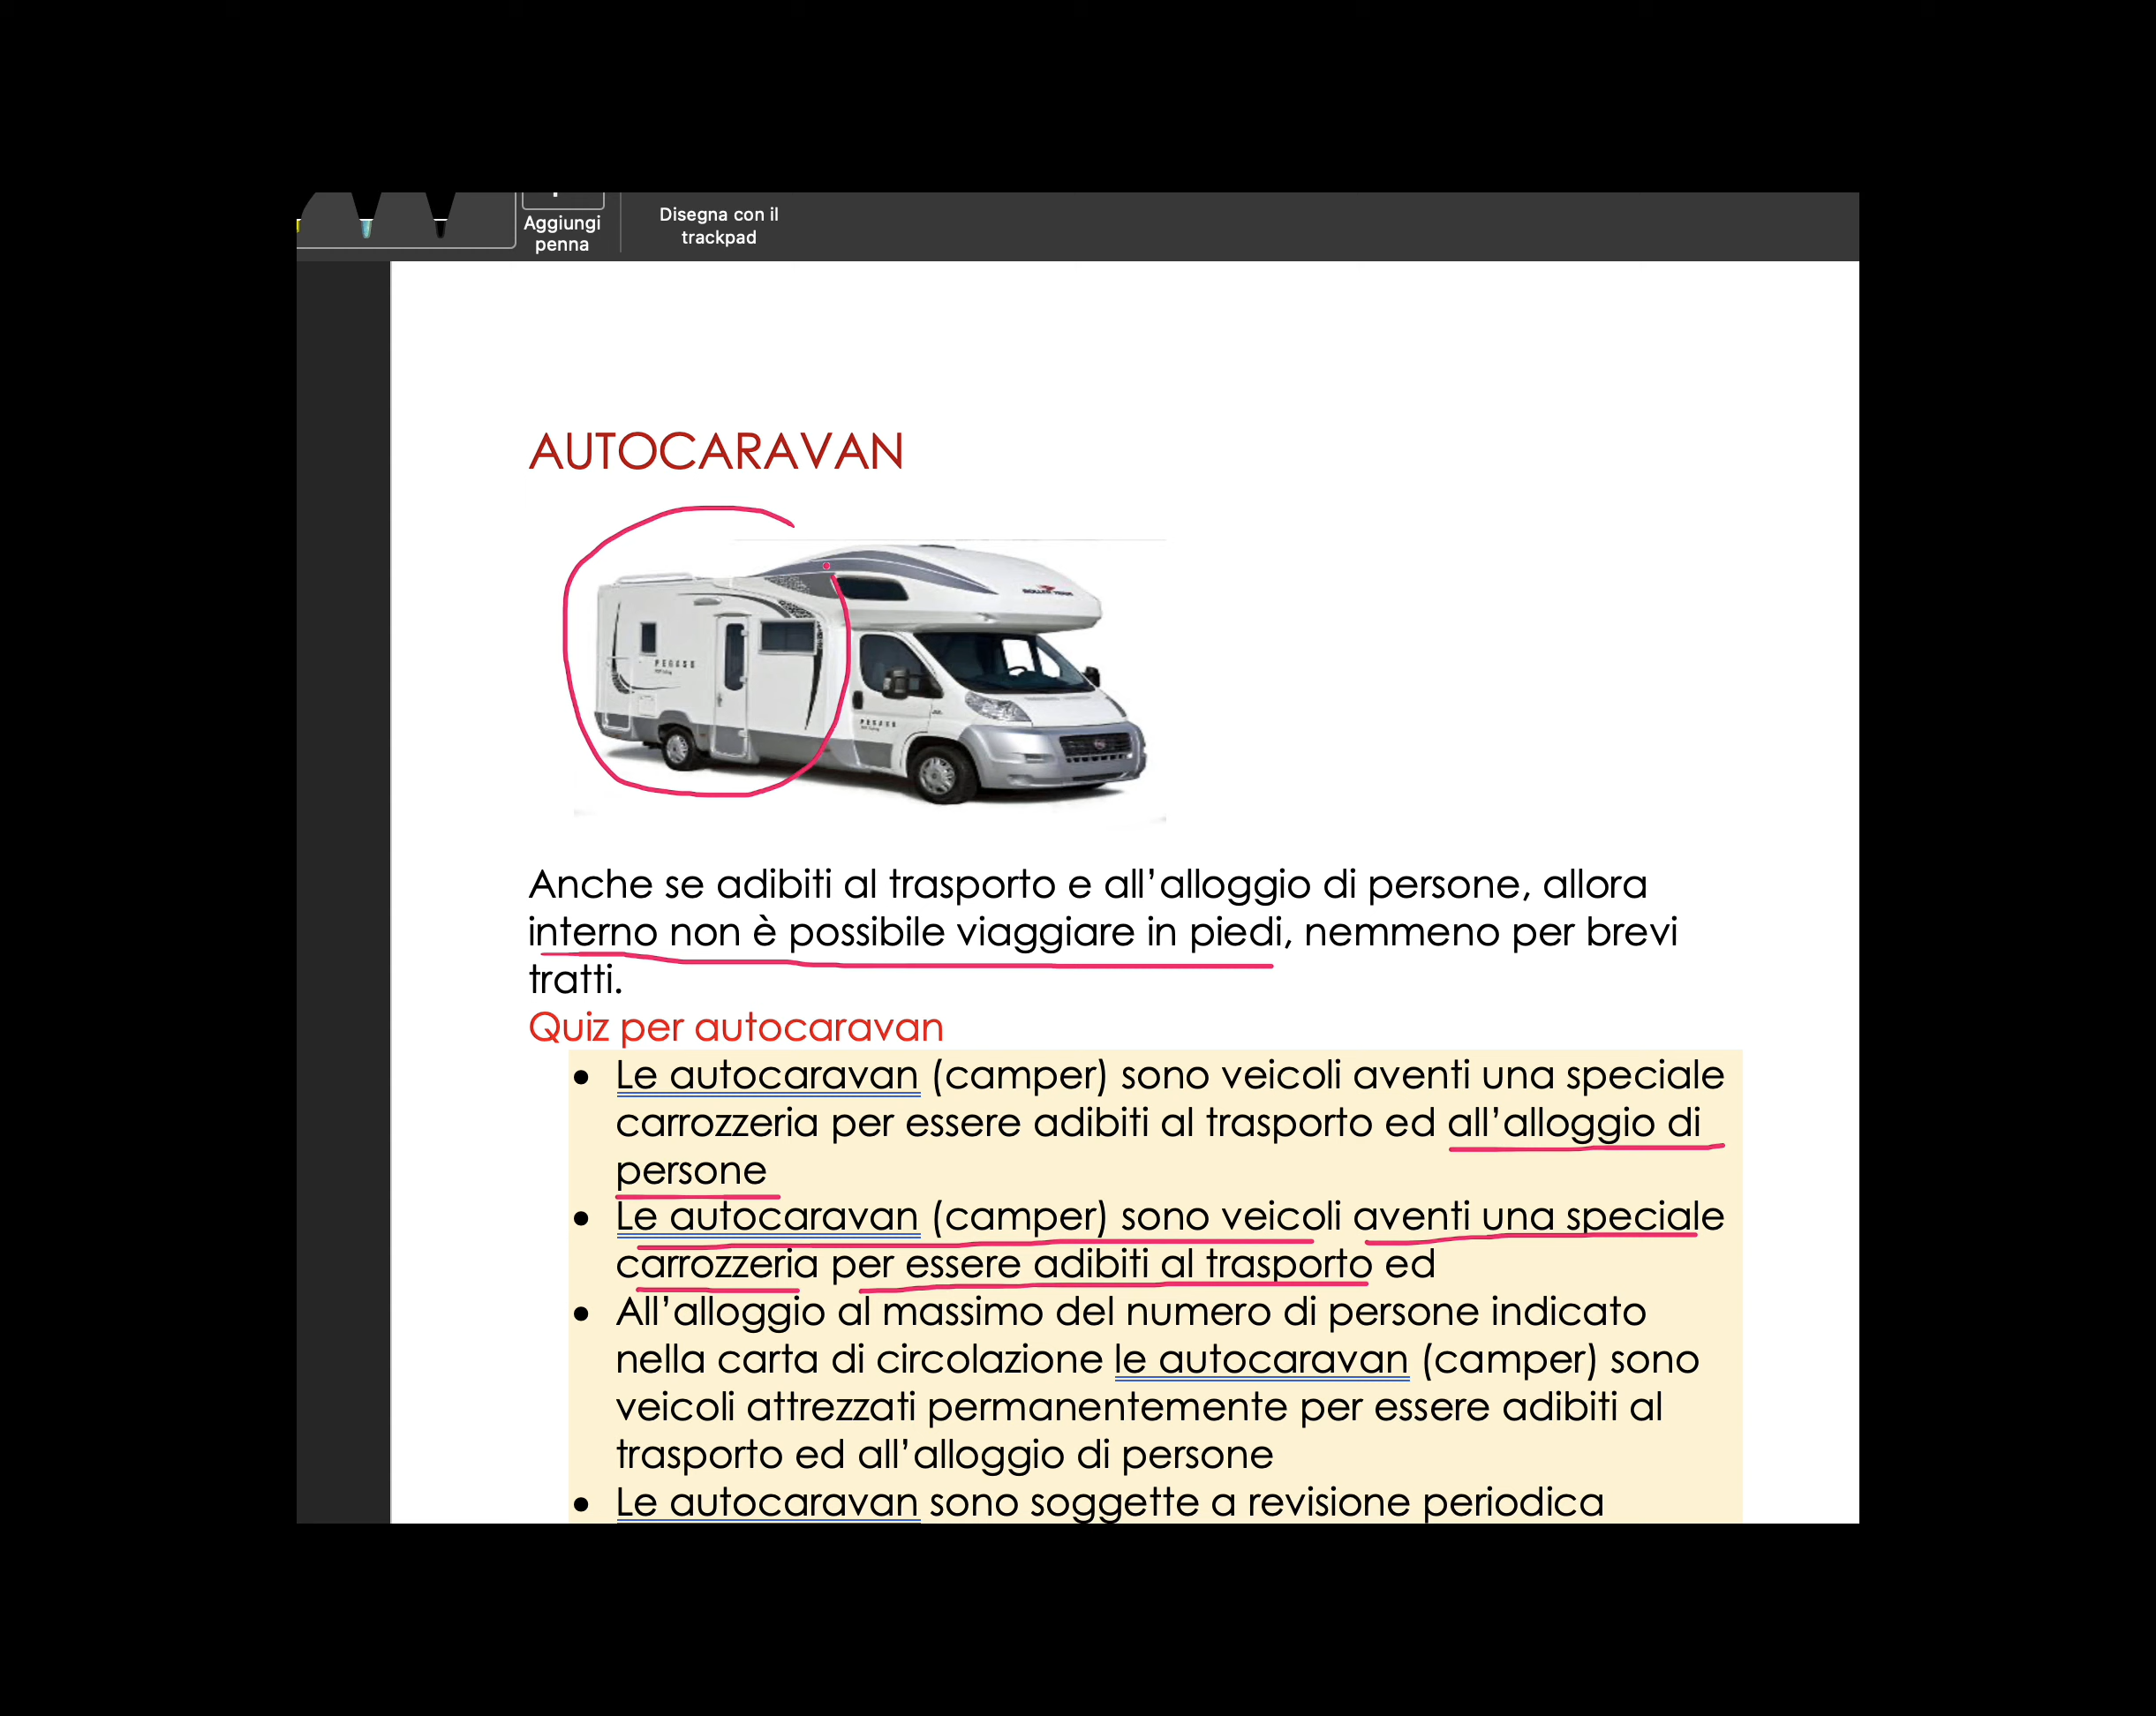 Aggiungi
penna
Disegna con il
trackpad
AUTOCARAVAN
PEGASO
PEGASO
Anche se adibiti al trasporto e all’alloggio di persone, allora
interno non è possibile viaggiare in piedi, nemmeno per brevi
tratti.
Quiz per autocaravan
• Le autocaravan (camper) sono veicoli aventi una speciale
carrozzeria per essere adibiti al trasporto ed all’alloggio di
persone
• Le autocaravan (camper) sono veicoli aventi una speciale
carrozzeria per essere adibiti al trasporto ed
• All’alloggio al massimo del numero di persone indicato
nella carta di circolazione le autocaravan (camper) sono
veicoli attrezzati permanentemente per essere adibiti al
trasporto ed all’alloggio di persone
• Le autocaravan sono soggette a revisione periodica